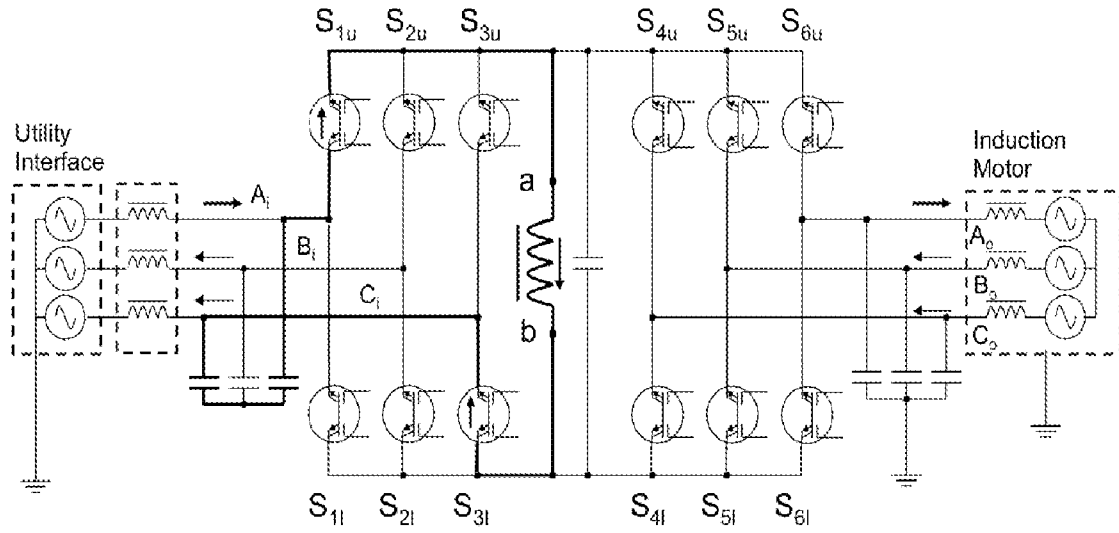 S1u S2u S3u S4u S5u S6u
Utility
Interface
Induction
Motor
a
Ai
Bi
Ci
b
Ao
Bo
Co
S1l S2l S3l S4l S5l S6l